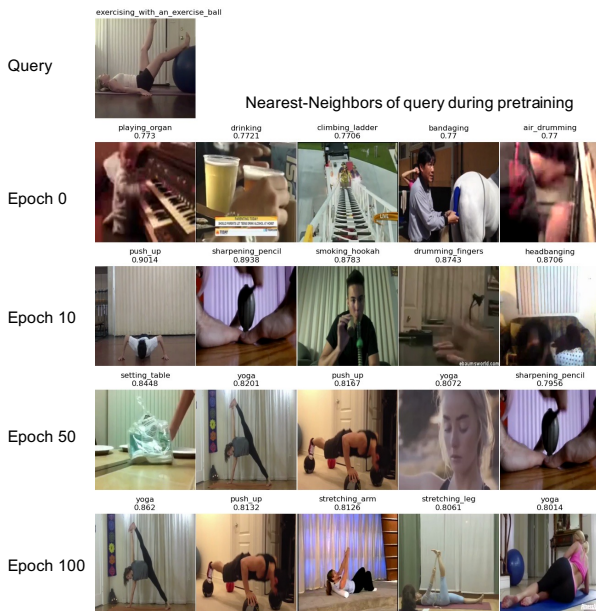 exercising_with_an_exercise_ball
Query
Nearest-Neighbors of query during pretraining
playing_organ drinking climbing_ladder bandaging air_drumming
0.773 0.7721 0.7706 0.77 0.77
Epoch 0
LIVE
push_up sharpening_pencil smoking_hookah drumming_fingers headbanging
0.9014 0.8938 0.8783 0.8743 0.8706
Epoch 10
ebaumsworld.com
setting_table yoga push_up yoga sharpening_pencil
0.8448 0.8201 0.8167 0.8072 0.7956
Epoch 50
yoga push_up stretching_arm stretching_leg yoga
0.862 0.8132 0.8126 0.8061 0.8014
Epoch 100